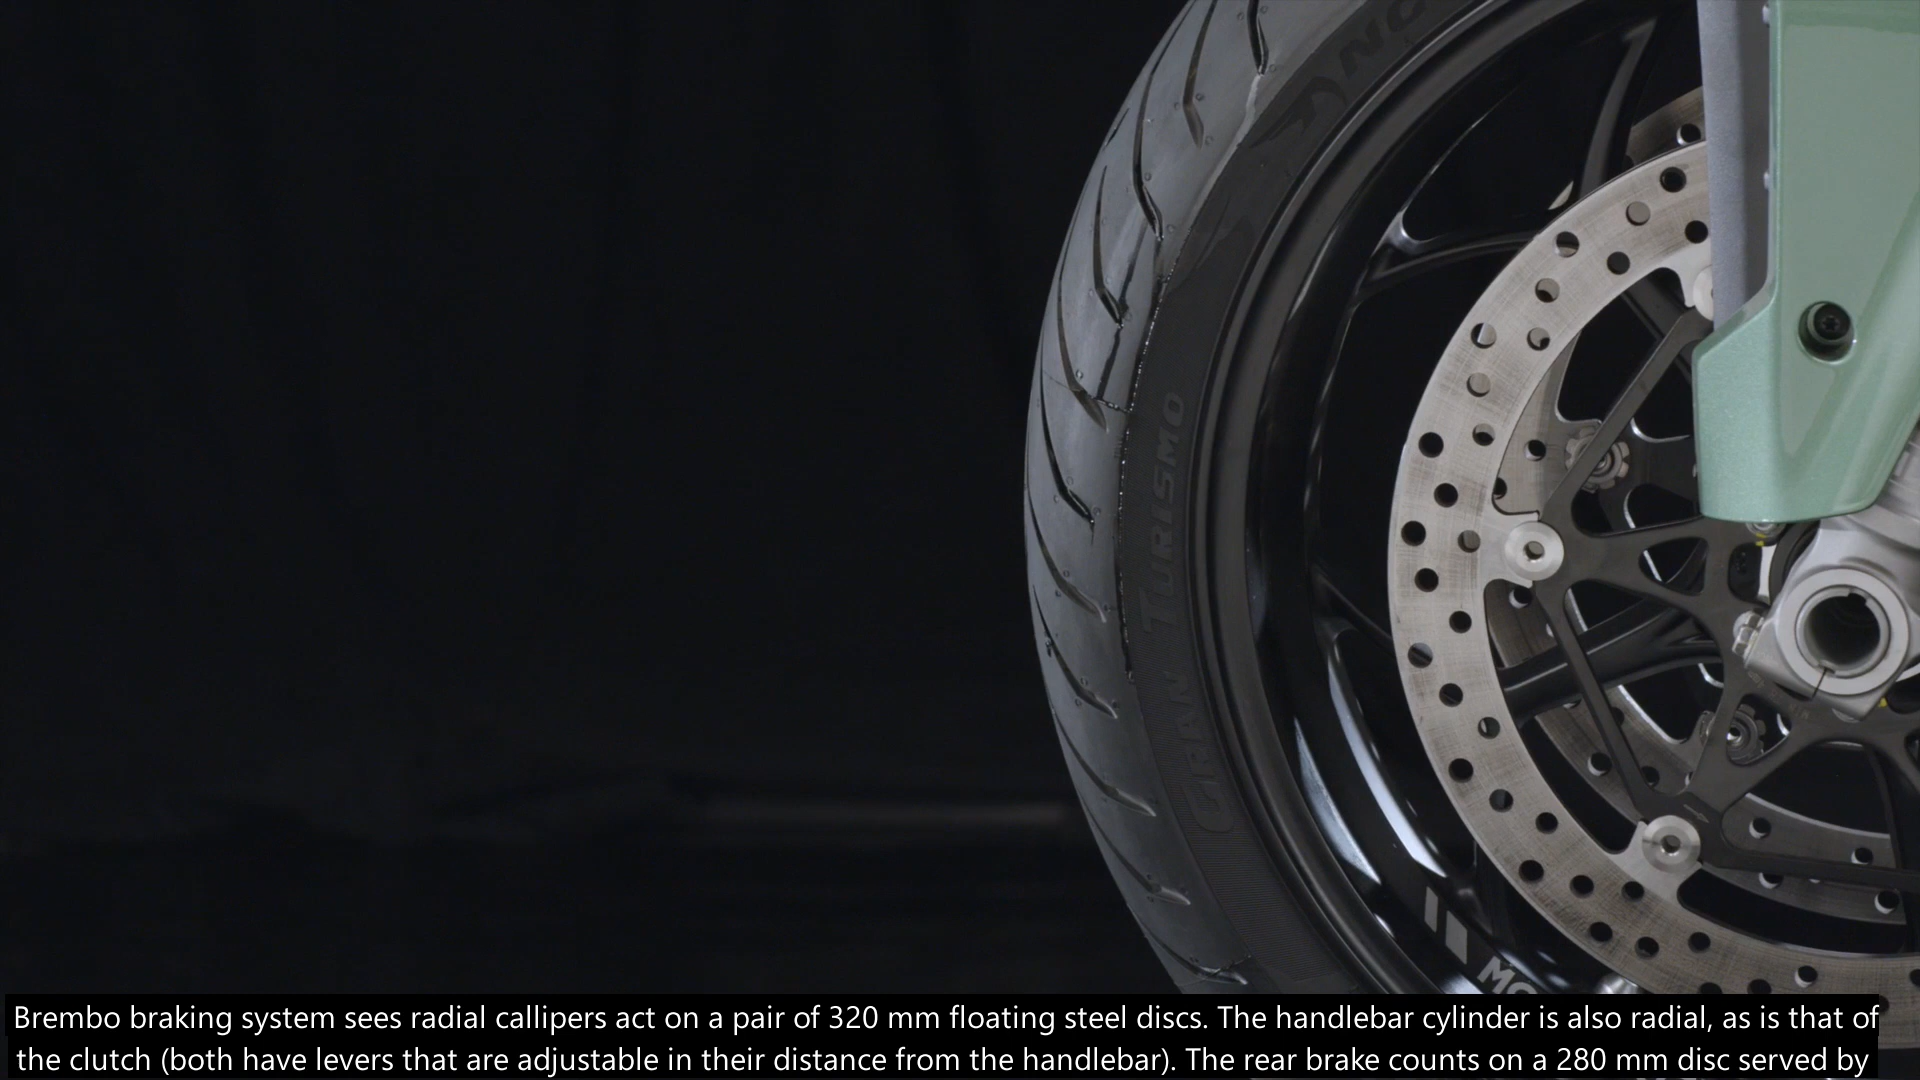 GRAN TURISMO
Brembo braking system sees radial callipers act on a pair of 320 mm floating steel discs. The handlebar cylinder is also radial, as is that of
the clutch (both have levers that are adjustable in their distance from the handlebar). The rear brake counts on a 280 mm disc served by